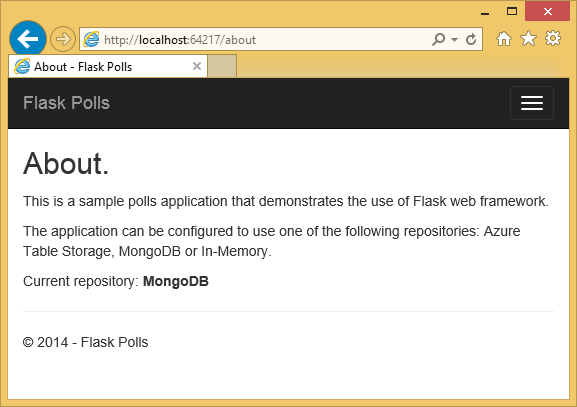 http://localhost:64217/about
About - Flask Polls
Flask Polls
About.
This is a sample polls application that demonstrates the use of Flask web framework.
The application can be configured to use one of the following repositories: Azure
Table Storage, MongoDB or In-Memory.
Current repository: MongoDB
© 2014 - Flask Polls